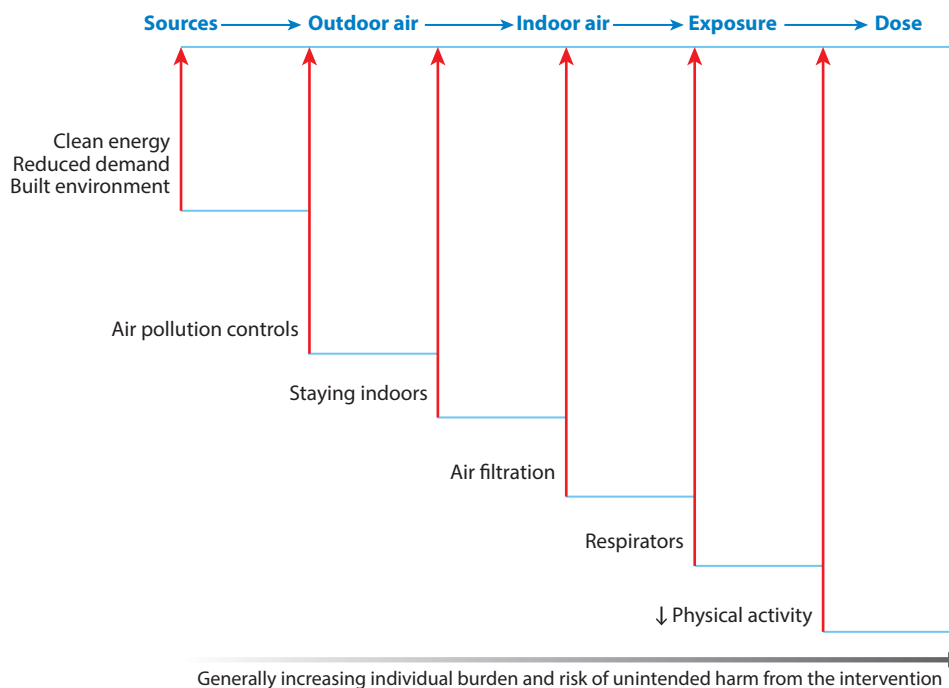 Sources Outdoor air Indoor air Exposure Dose
Clean energy
Reduced demand
Built environment
Air pollution controls
Staying indoors
Air filtration
Respirators
↓ Physical activity
Generally increasing individual burden and risk of unintended harm from the intervention